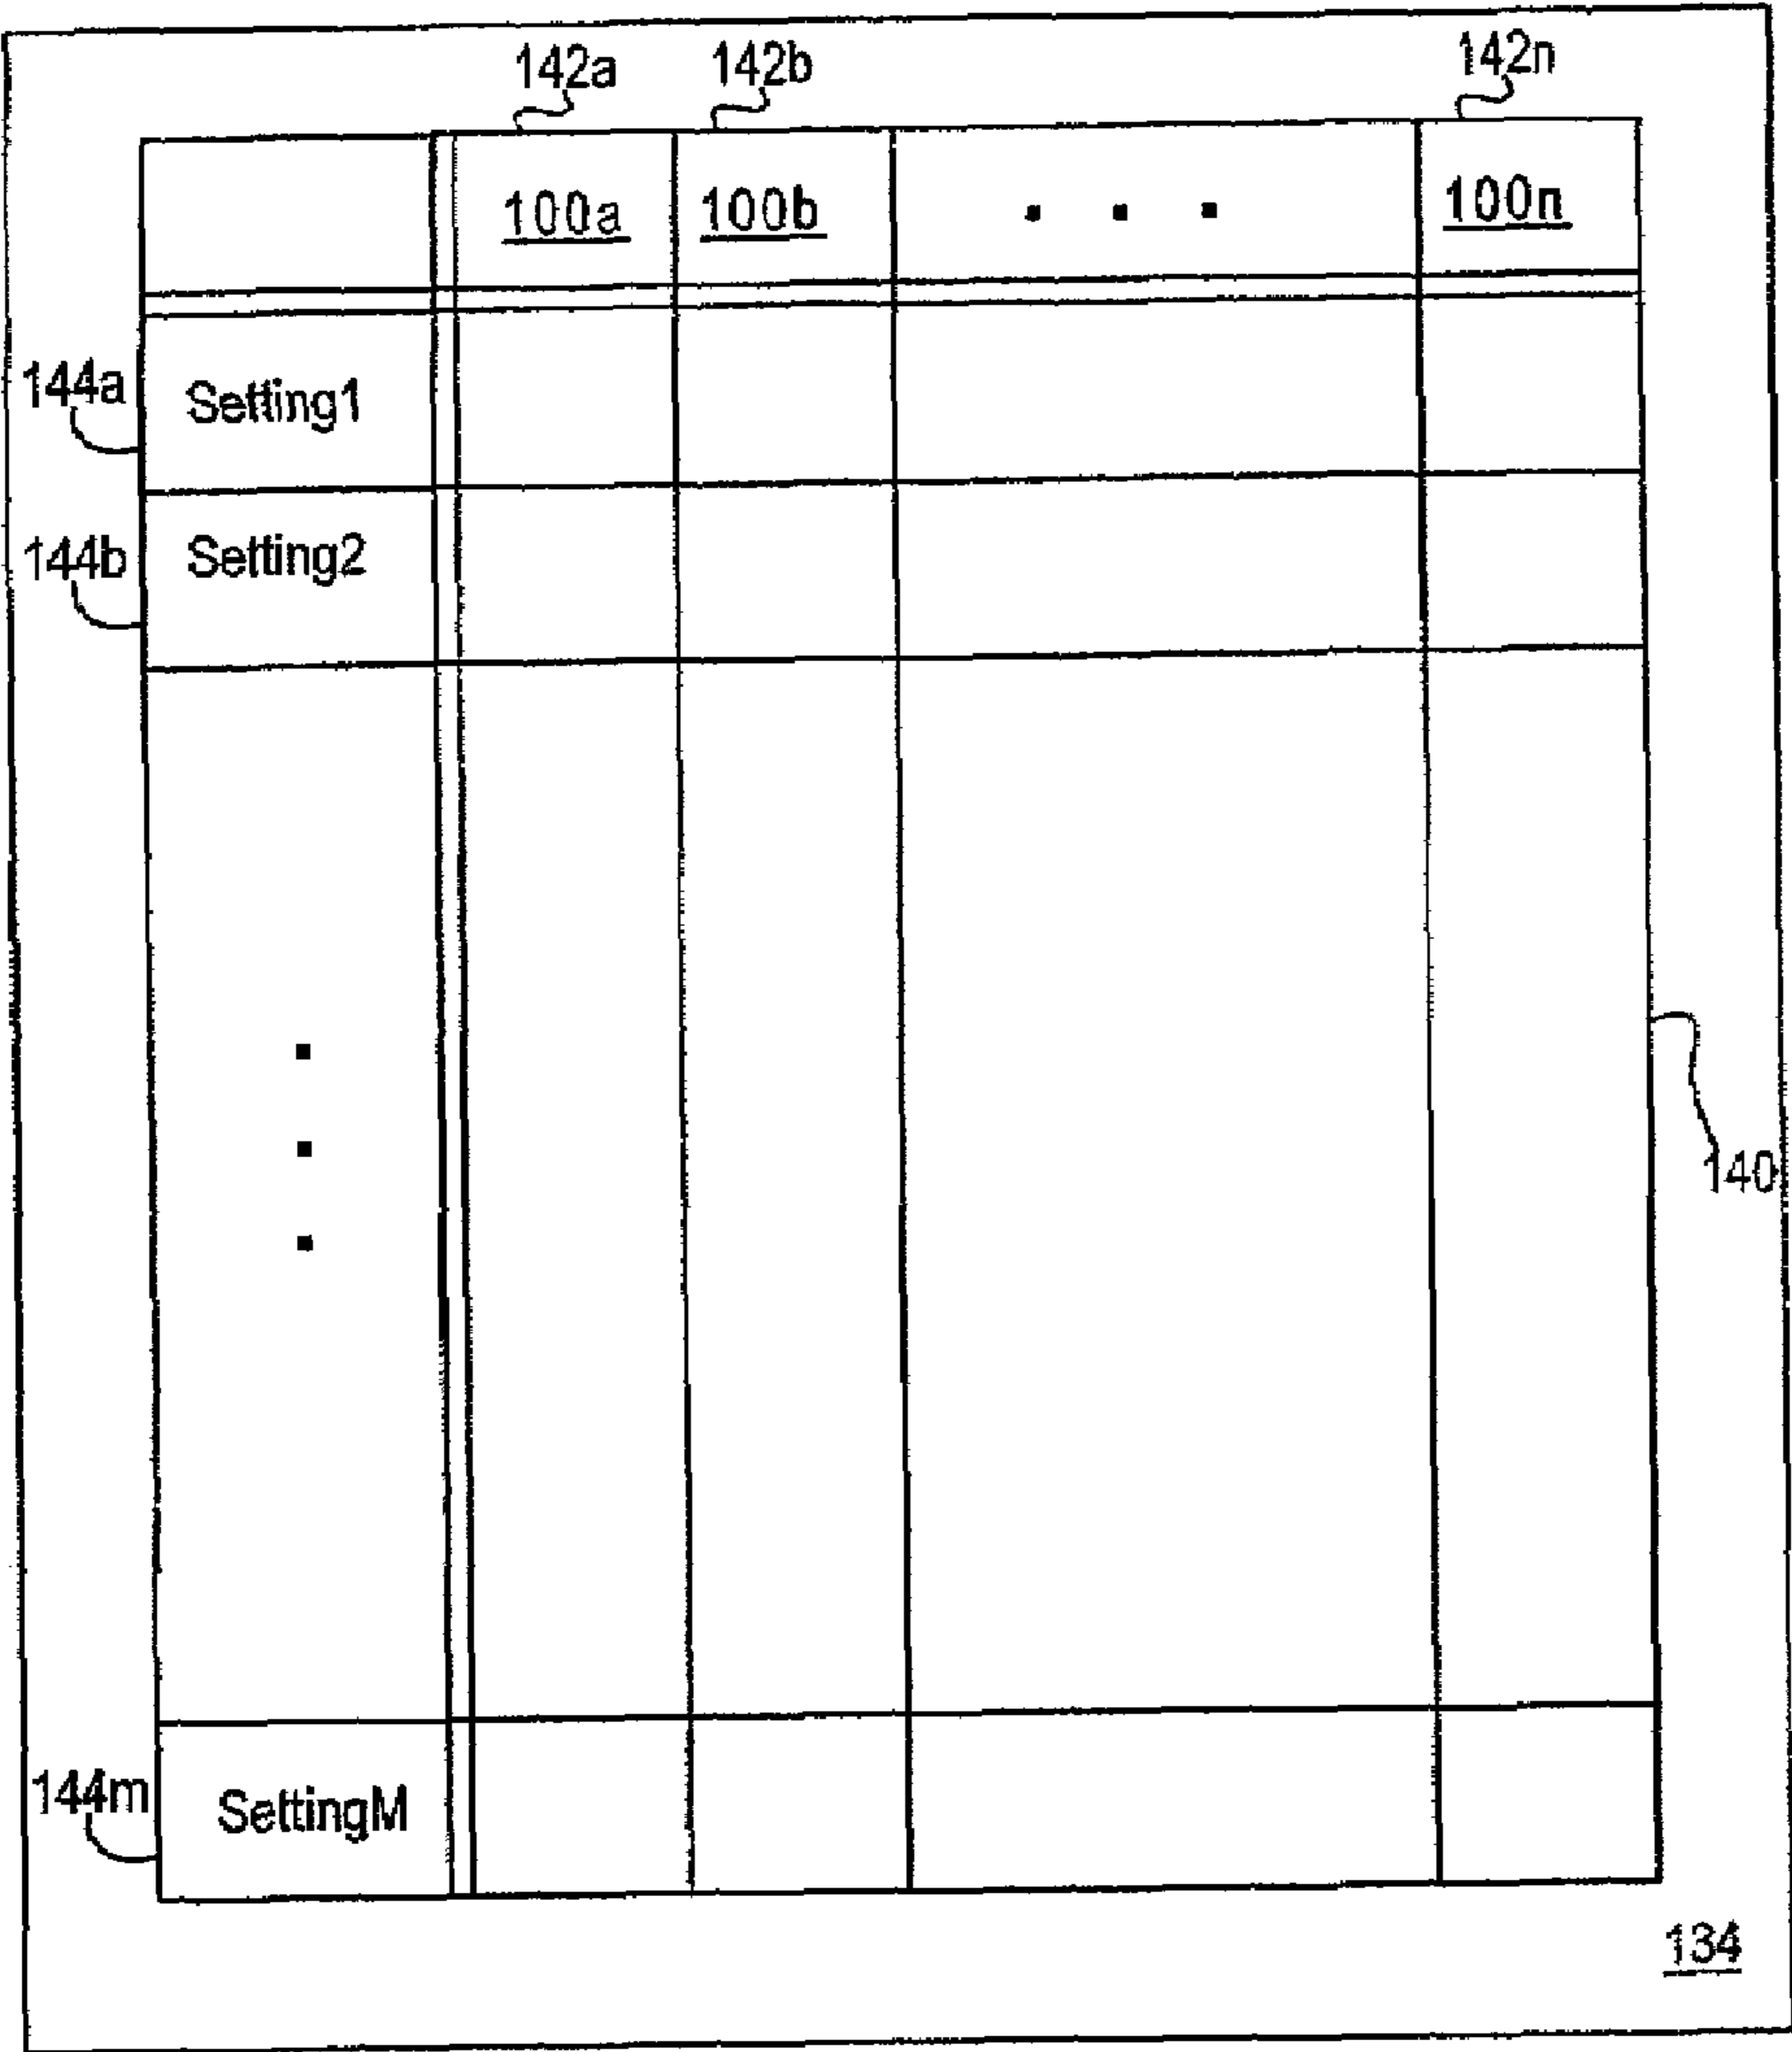 142a 142b 142n
100a 100b . . . 100n
144a Setting1
144b Setting2
140
144m SettingM
134